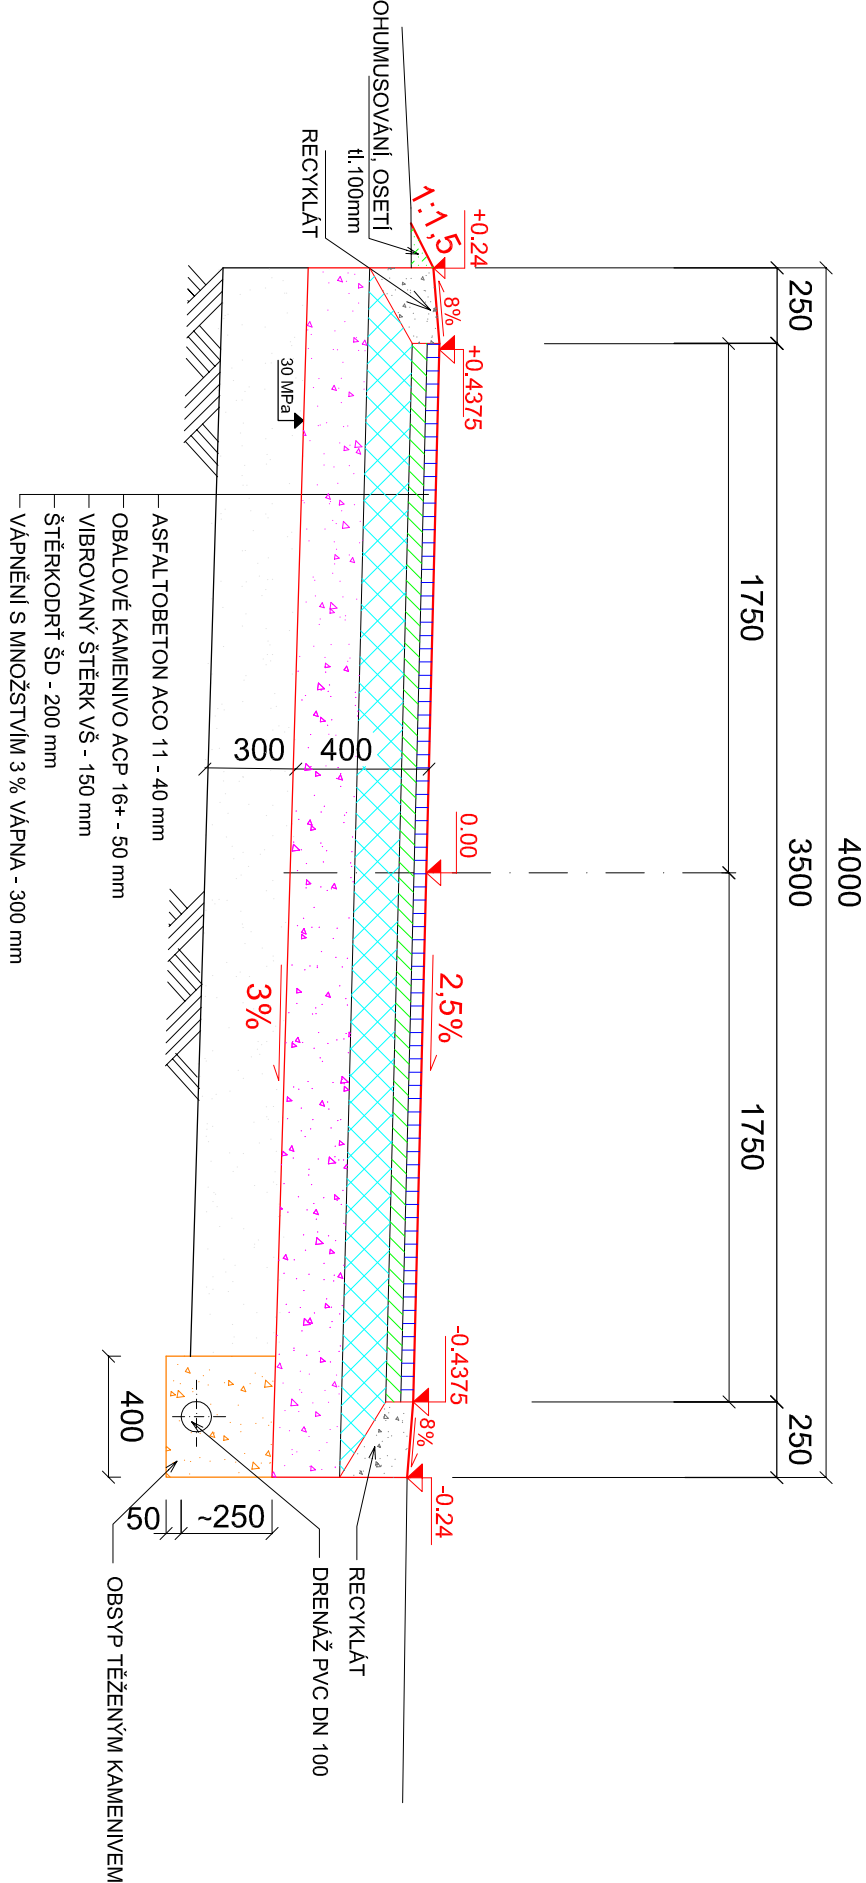 4000
250
3500
250
1750
1750
+0.24
+0.4375
0.00
-0.4375
-0.24
1:1,5
8%
2,5%
8%
OHUMUSOVÁNÍ, OSETÍ
tl.100mm
RECYKLÁT
400
300
3%
30 MPa
ASFALTOBETON ACO 11 - 40 mm
OBALOVÉ KAMENIVO ACP 16+ - 50 mm
VIBROVANÝ ŠTĚRK VŠ - 150 mm
ŠTĚRKODRŤ ŠD - 200 mm
VÁPNĚNÍ S MNOŽSTVÍM 3 % VÁPNA - 300 mm
RECYKLÁT
DRENÁŽ PVC DN 100
~250
50
400
OBSYP TĚŽENÝM KAMENIVEM